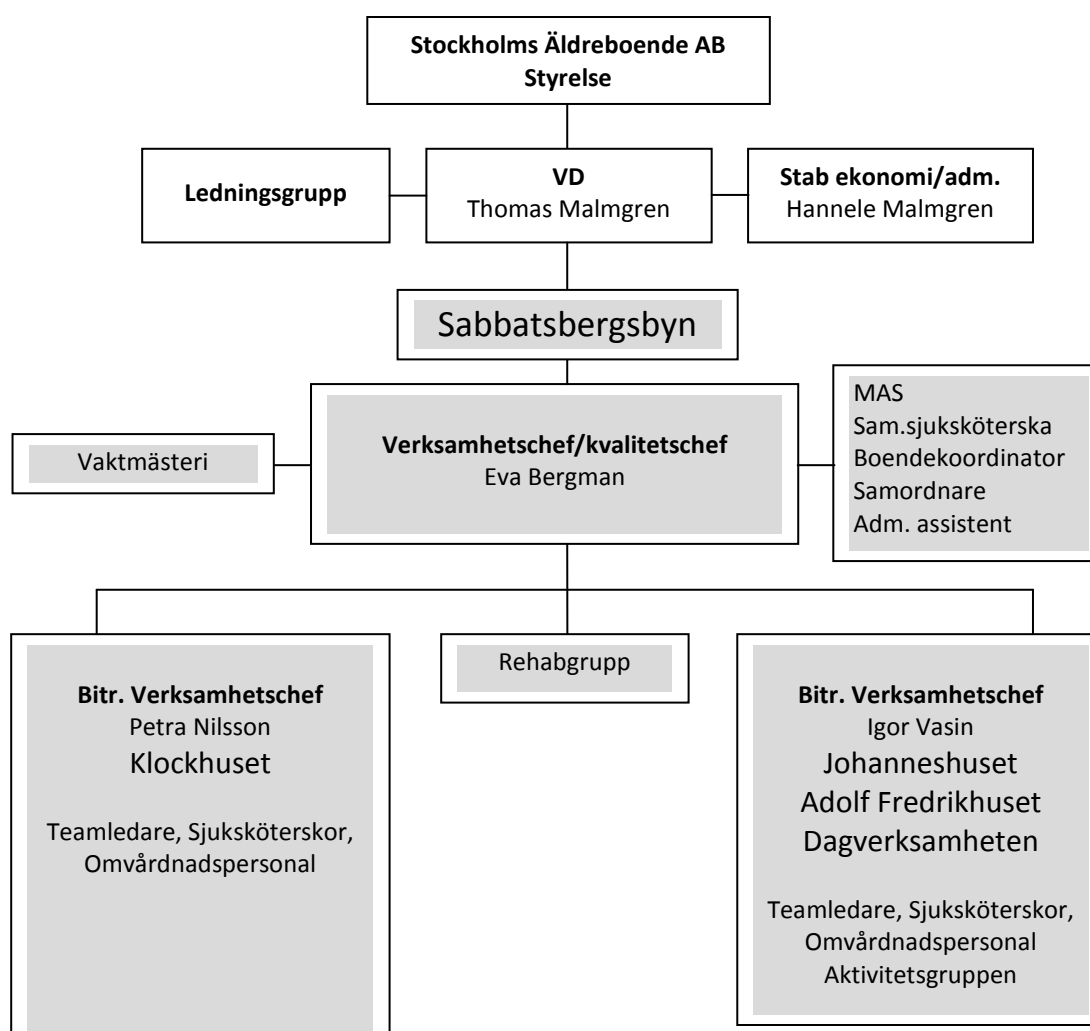 Stockholms Äldreboende AB
Styrelse
Ledningsgrupp
VD
Thomas Malmgren
Stab ekonomi/adm.
Hannele Malmgren
Sabbatsbergsbyn
Vaktmästeri
Verksamhetschef/kvalitetschef
Eva Bergman
MAS
Sam.sjuksköterska
Boendekoordinator
Samordnare
Adm. assistent
Bitr. Verksamhetschef
Petra Nilsson
Klockhuset
Teamledare, Sjuksköterskor,
Omvårdnadspersonal
Rehabgrupp
Bitr. Verksamhetschef
Igor Vasin
Johanneshuset
Adolf Fredrikhuset
Dagverksamheten
Teamledare, Sjuksköterskor,
Omvårdnadspersonal
Aktivitetsgruppen